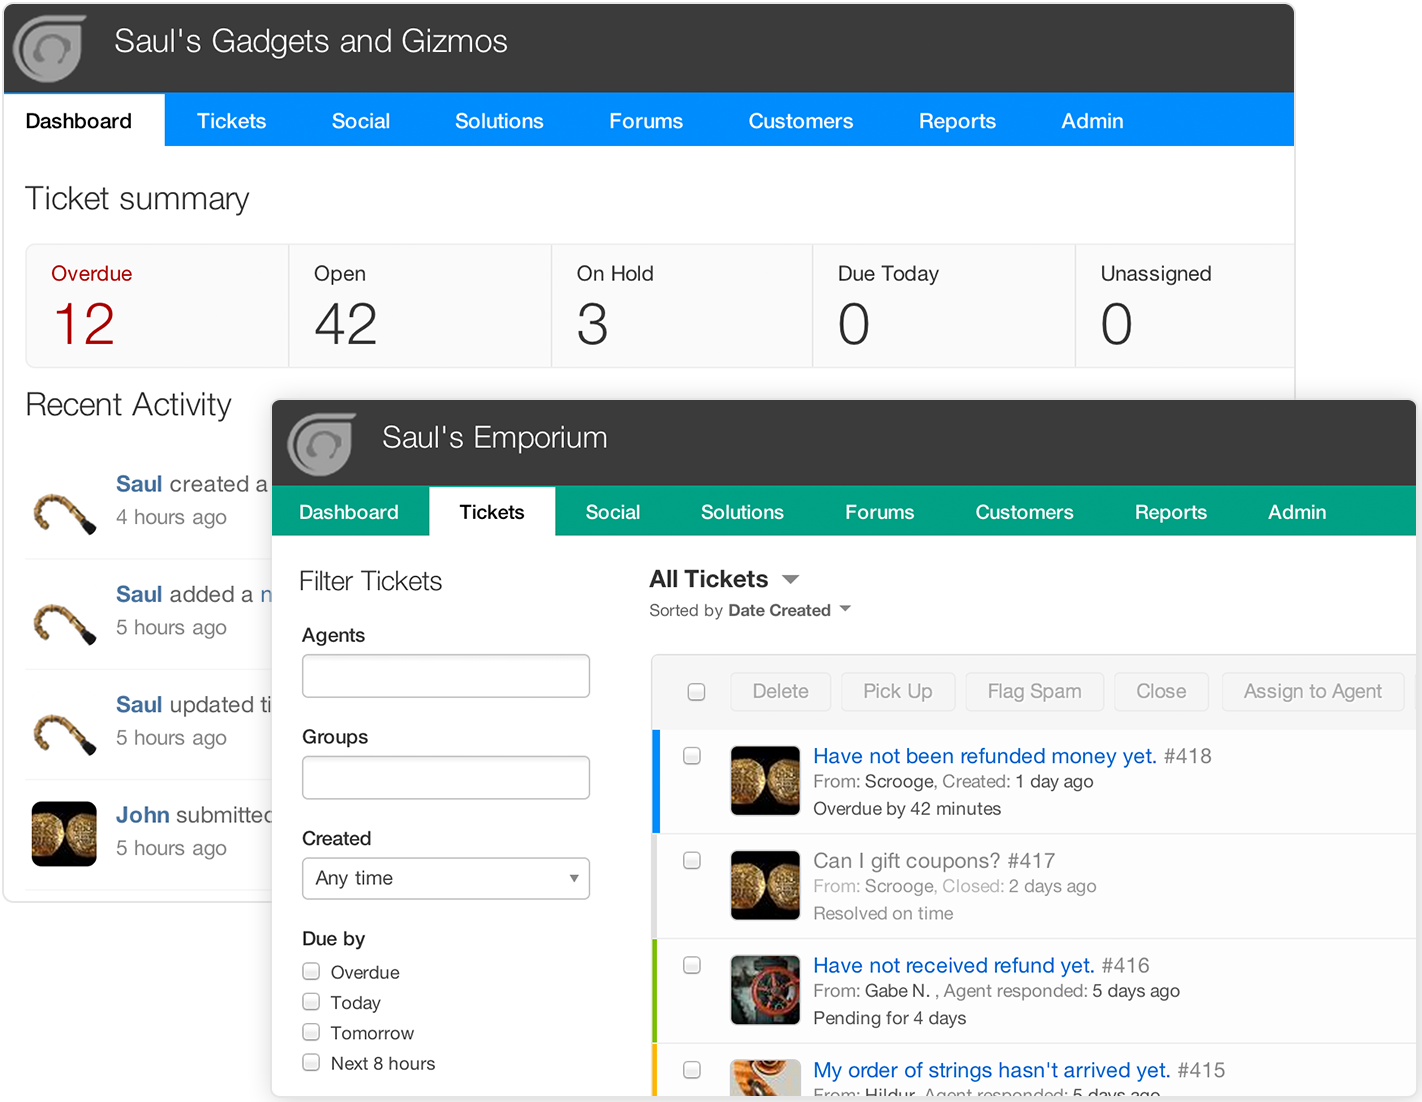 Saul's Gadgets and Gizmos
Dashboard Tickets Social Solutions Forums Customers Reports Admin
Ticket summary
Overdue Open On Hold Due Today Unassigned
12 42 3 0 0
Recent Activity
Saul created a
4 hours ago
Saul added a n
5 hours ago
Saul updated ti
5 hours ago
John submitted
5 hours ago
Saul's Emporium
Dashboard Tickets Social Solutions Forums Customers Reports Admin
Filter Tickets
Agents
Groups
Created
Any time
Due by
Overdue
Today
Tomorrow
Next 8 hours
All Tickets
Sorted by Date Created
Delete Pick Up Flag Spam Close Assign to Agent
Have not been refunded money yet. #418
From: Scrooge, Created: 1 day ago
Overdue by 42 minutes
Can I gift coupons? #417
From: Scrooge, Closed: 2 days ago
Resolved on time
Have not received refund yet. #416
From: Gabe N. , Agent responded: 5 days ago
Pending for 4 days
My order of strings hasn't arrived yet. #415
From: Hildur, Agent responded: 5 days ago